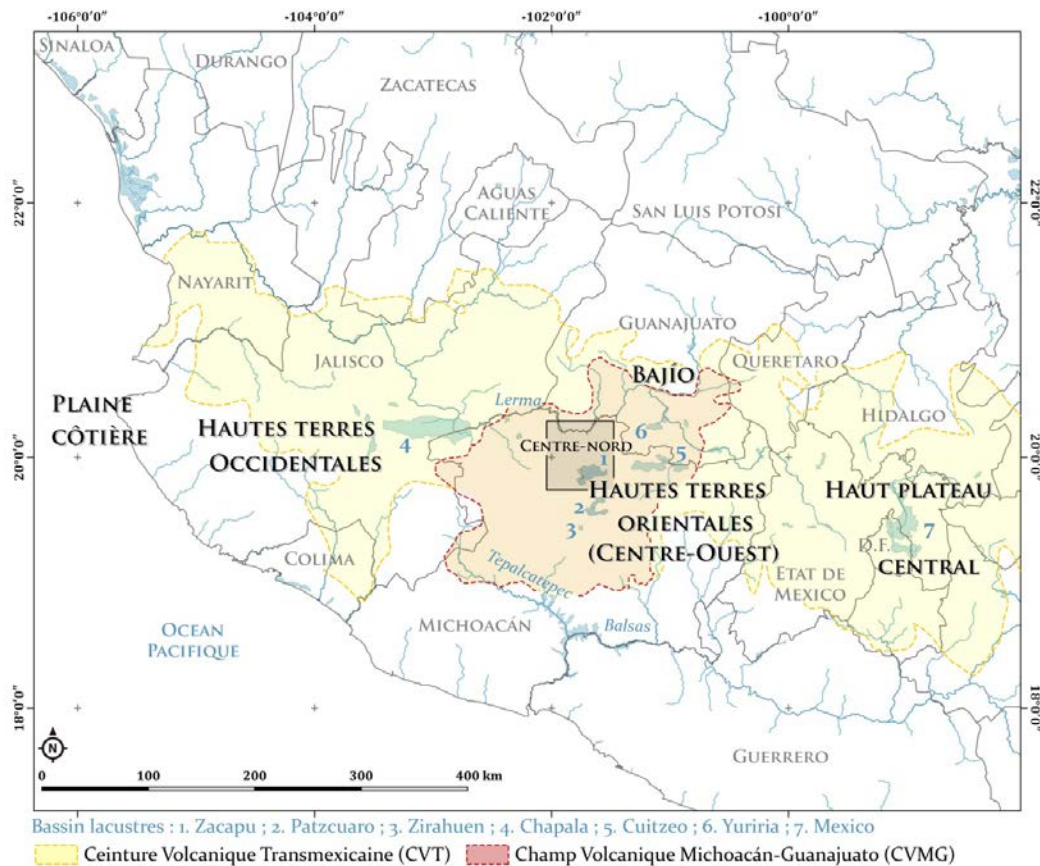 -106°0'0" -104°0'0" -102°0'0" -100°0'0"
SINALOA
DURANGO
ZACATECAS
22°0'0"
22°0'0"
AGUAS
CALIENTE
SAN LUIS POTOSI
NAYARIT
GUANAJUATO
JALISCO
QUERETARO
BAJÍO
PLAINE
CÔTIÈRE
Lerma
HIDALGO
HAUTES TERRES
OCCIDENTALES
4
6
CENTRE-NORD
5
1
20°0'0"
20°0'0"
HAUTES TERRES
ORIENTALES
(CENTRE-OUEST)
2
3
HAUT PLATEAU
7
D.F.
CENTRAL
COLIMA
Tepalcatepec
ETAT DE
MEXICO
OCEAN
PACIFIQUE
MICHOACÁN
Balsas
18°0'0"
18°0'0"
GUERRERO
N
0 100 200 300 400 km
Bassin lacustres : 1. Zacapu ; 2. Patzcuaro ; 3. Zirahuen ; 4. Chapala ; 5. Cuitzeo ; 6. Yuriria ; 7. Mexico
Ceinture Volcanique Transmexicaine (CVT) Champ Volcanique Michoacán-Guanajuato (CVMG)